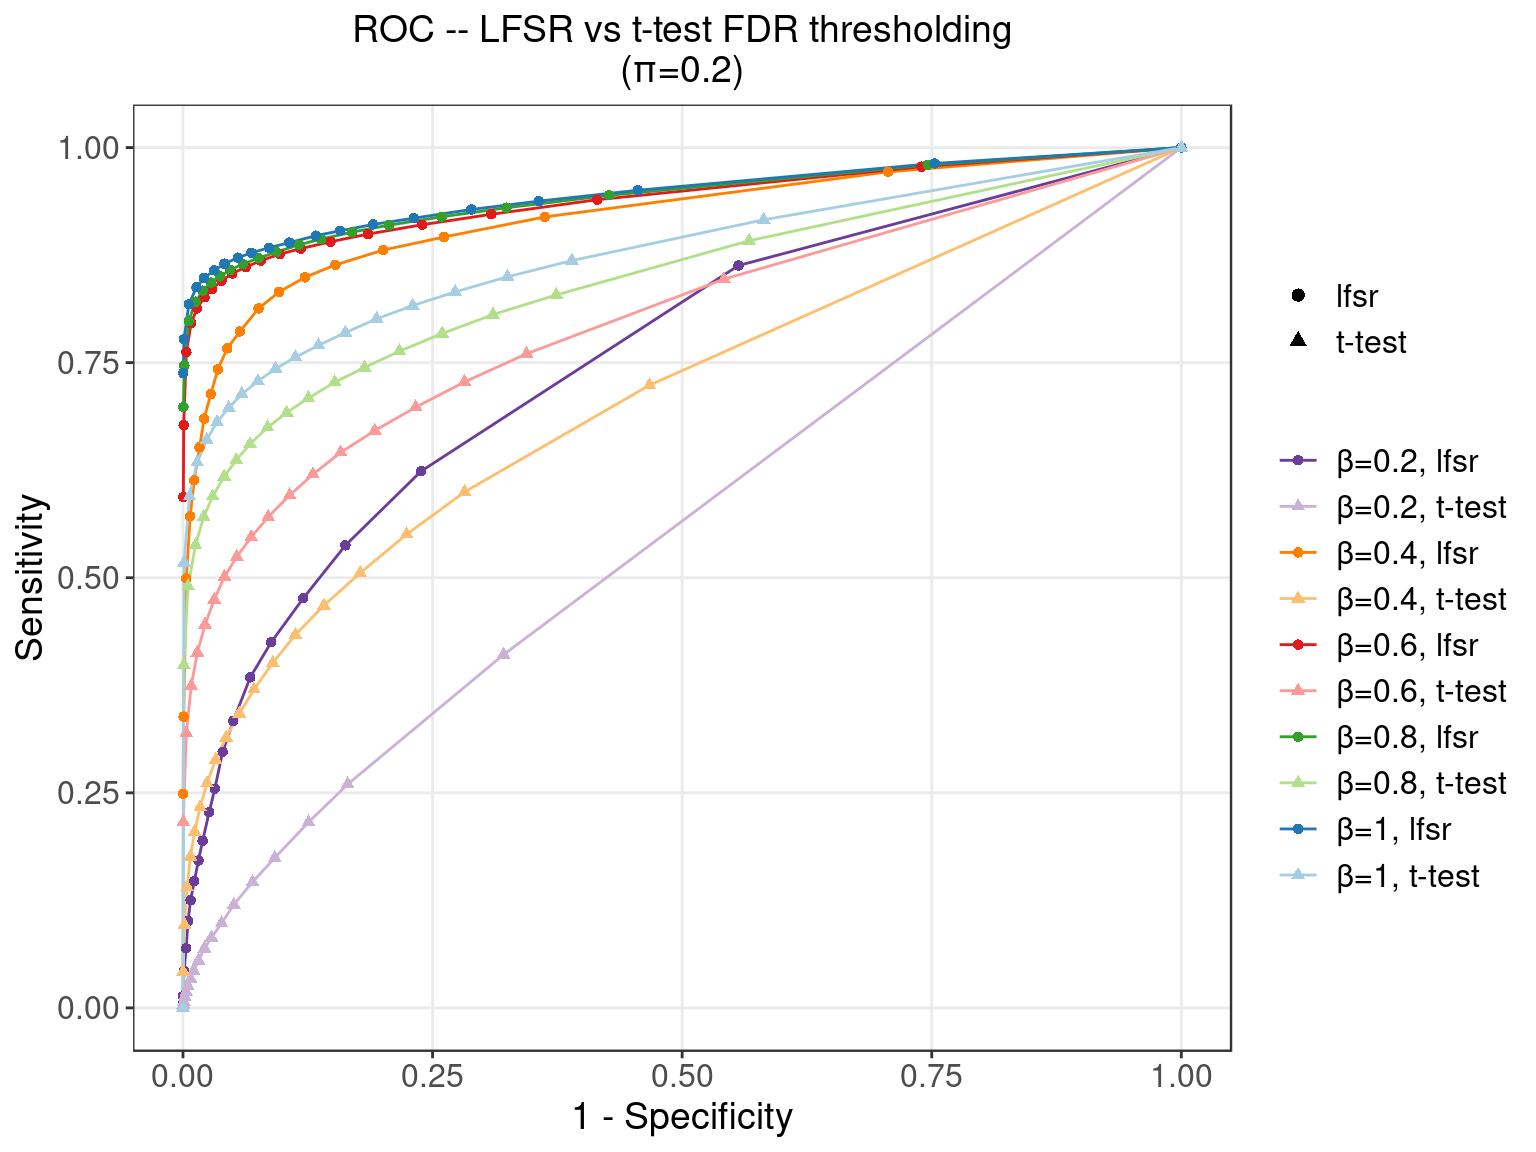 ROC -- LFSR vs t-test FDR thresholding
(π=0.2)
Sensitivity
1.00
0.75
0.50
0.25
0.00
0.00
0.25
0.50
0.75
1.00
1 - Specificity
lfsr
t-test
β=0.2, lfsr
β=0.2, t-test
β=0.4, lfsr
β=0.4, t-test
β=0.6, lfsr
β=0.6, t-test
β=0.8, lfsr
β=0.8, t-test
β=1, lfsr
β=1, t-test